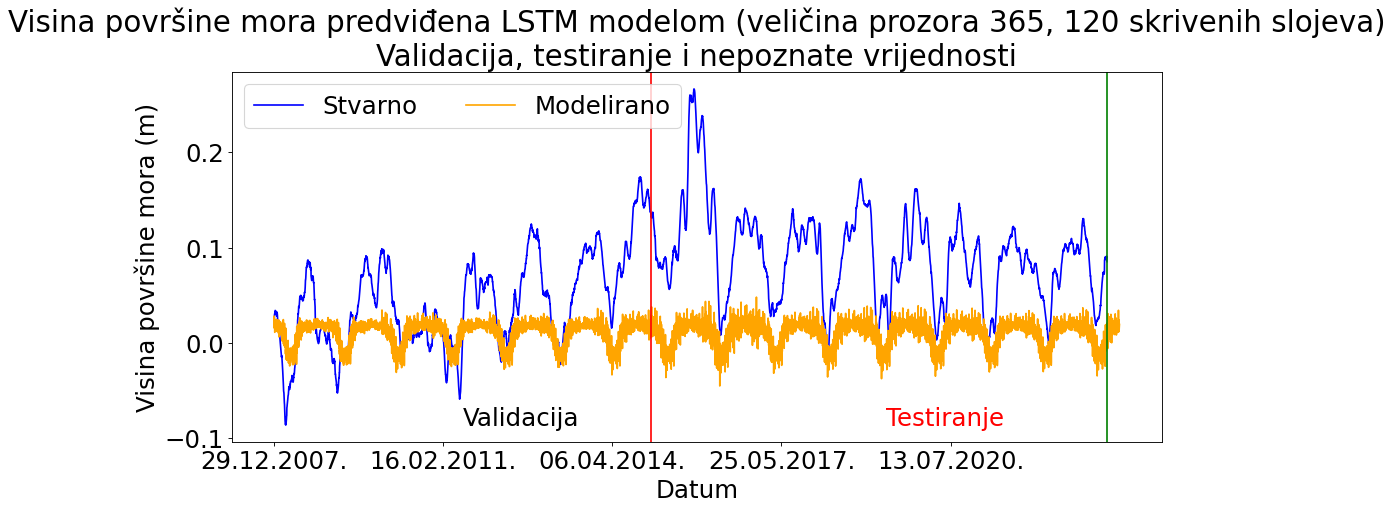 Visina površine mora predviđena LSTM modelom (veličina prozora 365, 120 skrivenih slojeva)
Validacija, testiranje i nepoznate vrijednosti
Stvarno
Modelirano
Visina površine mora (m)
0.2
0.1
0.0
−0.1
Validacija
Testiranje
29.12.2007.
16.02.2011.
06.04.2014.
25.05.2017.
13.07.2020.
Datum